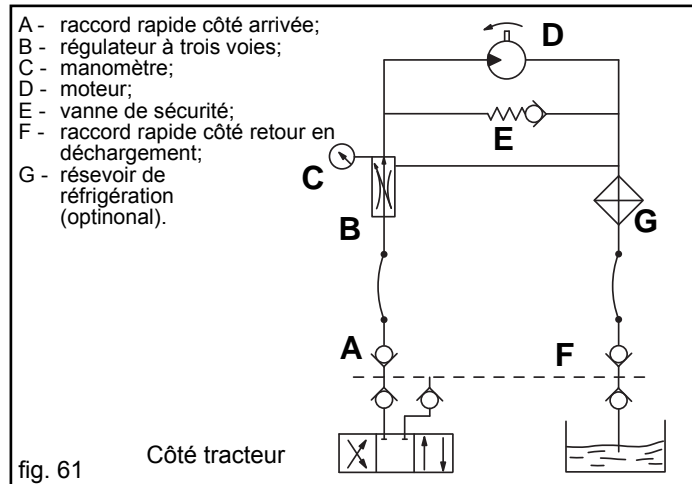 A - raccord rapide côté arrivée;
B - régulateur à trois voies;
C - manomètre;
D - moteur;
E - vanne de sécurité;
F - raccord rapide côté retour en
déchargement;
G - résevoir de
réfrigération
(optinonal).
D
E
C
B
G
A
F
Côté tracteur
fig. 61